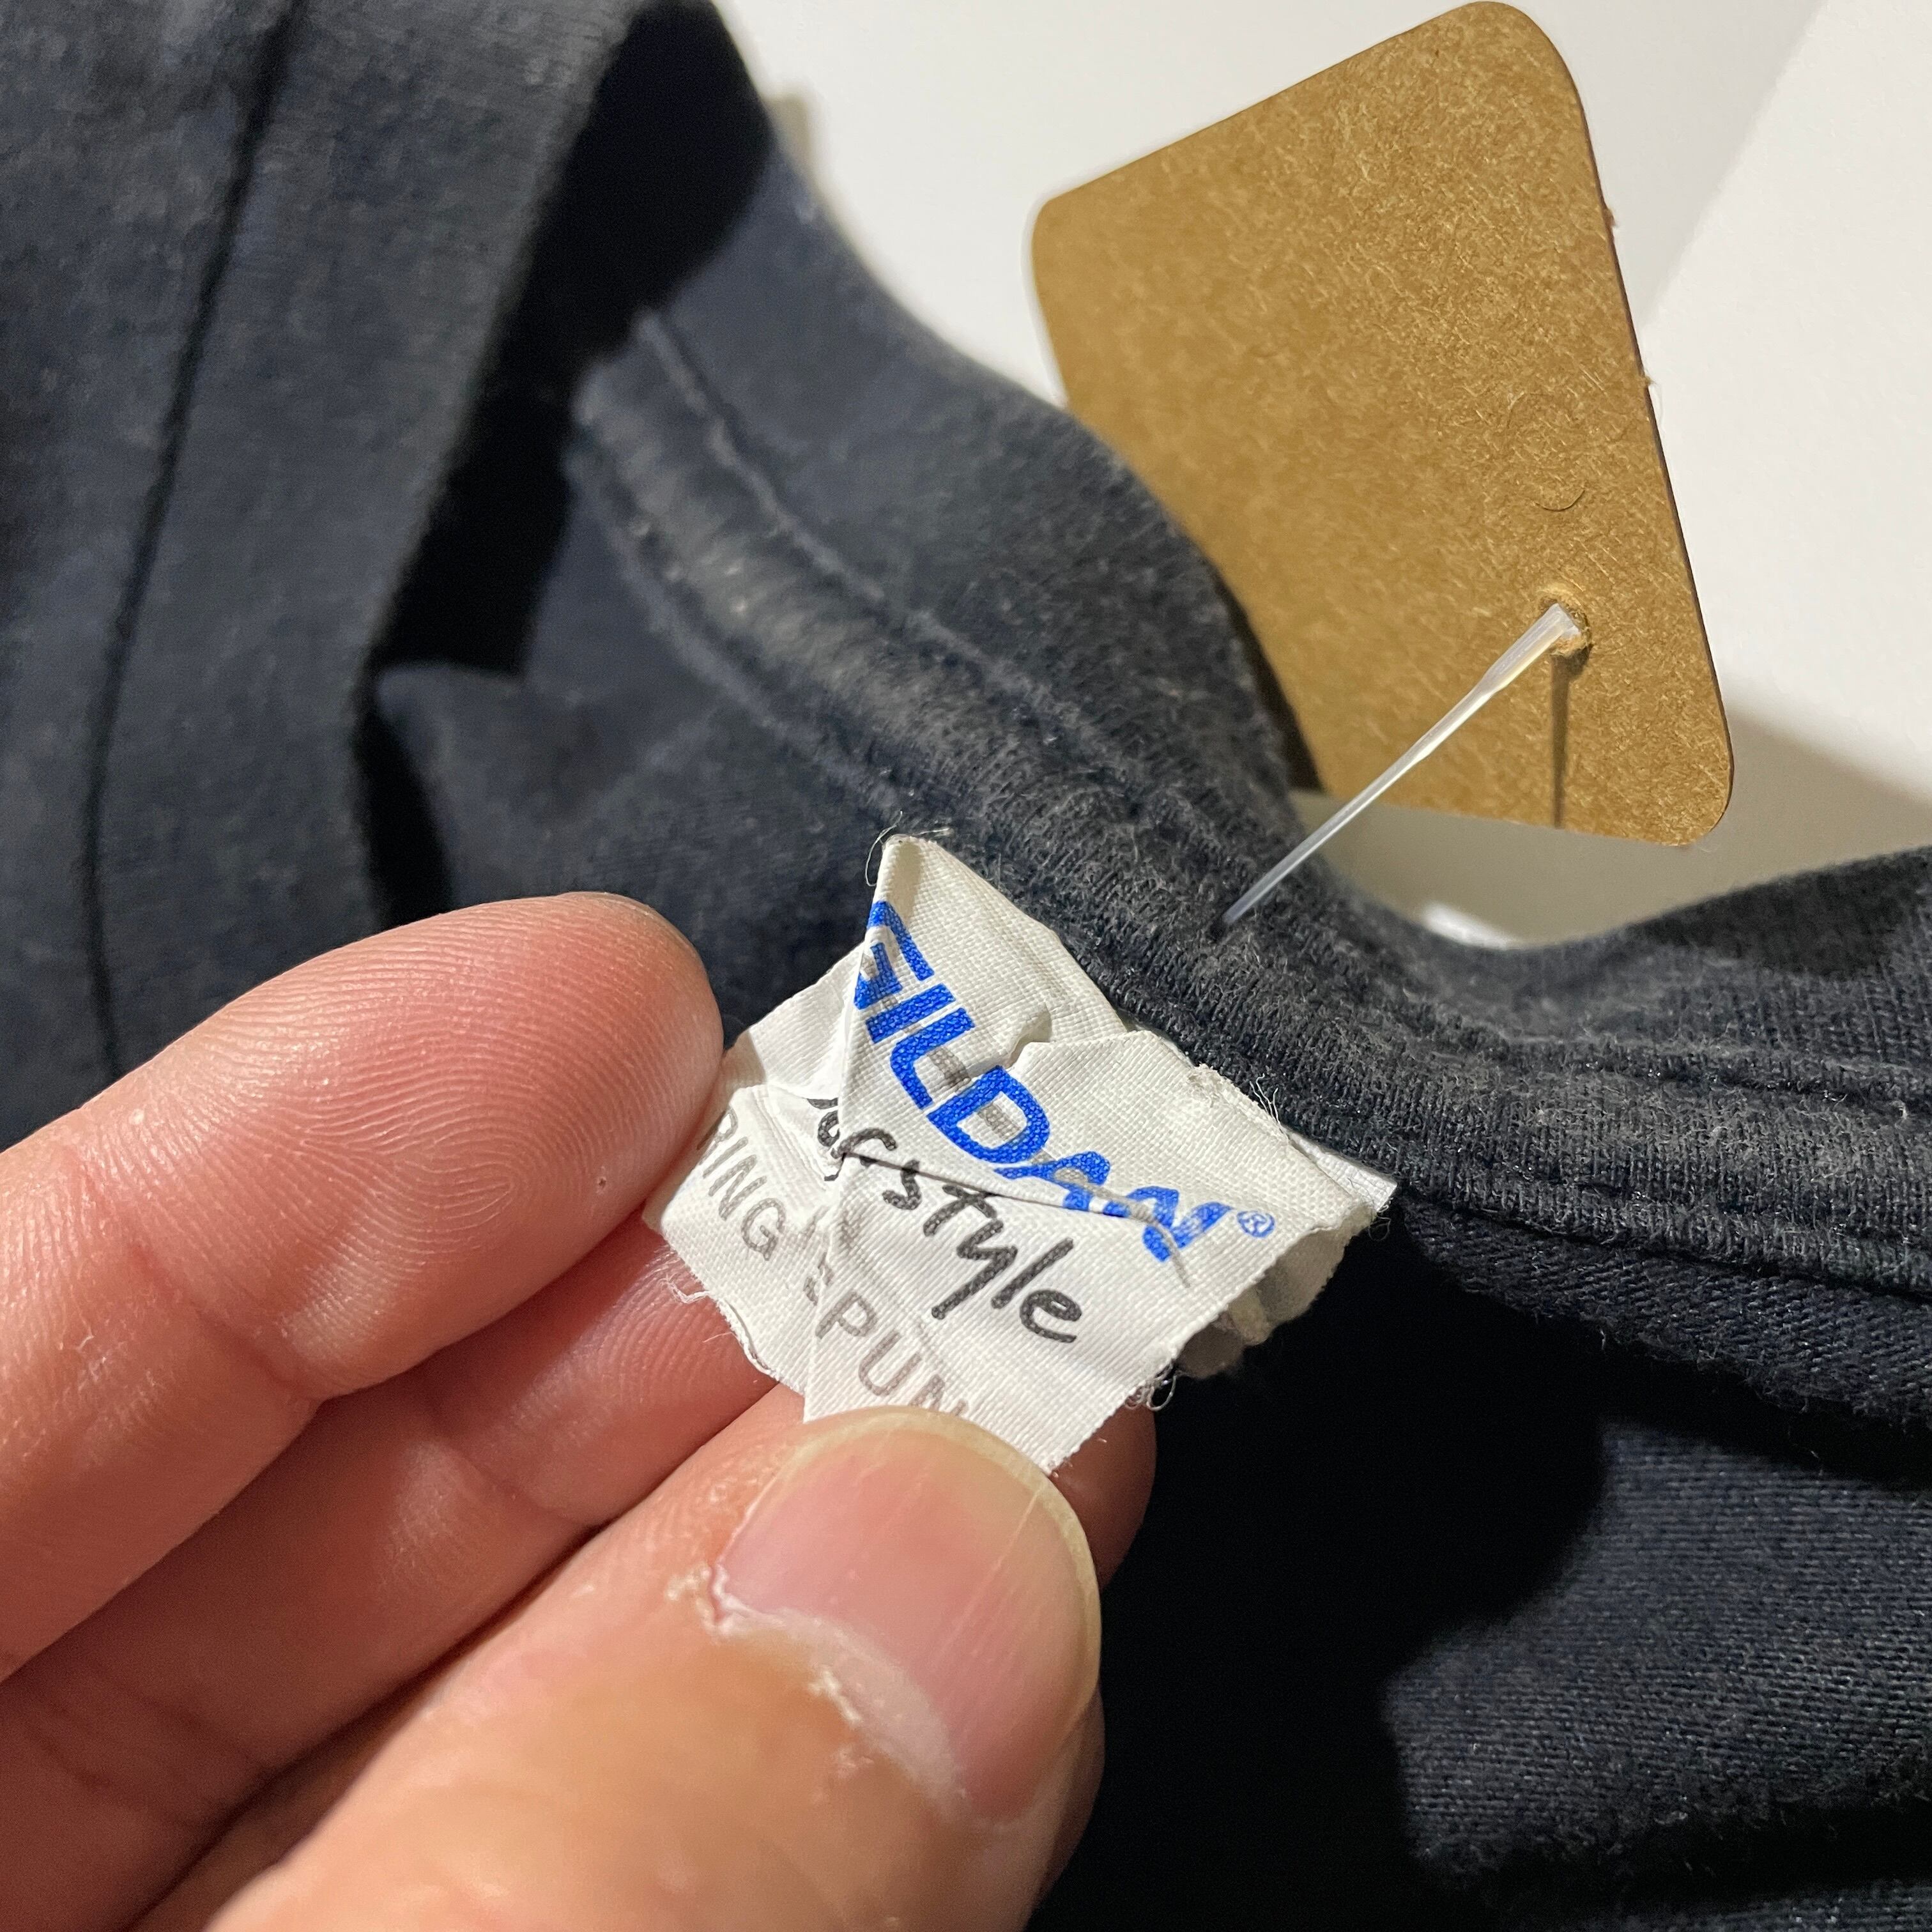 GILDAN®
style
RING SPUN